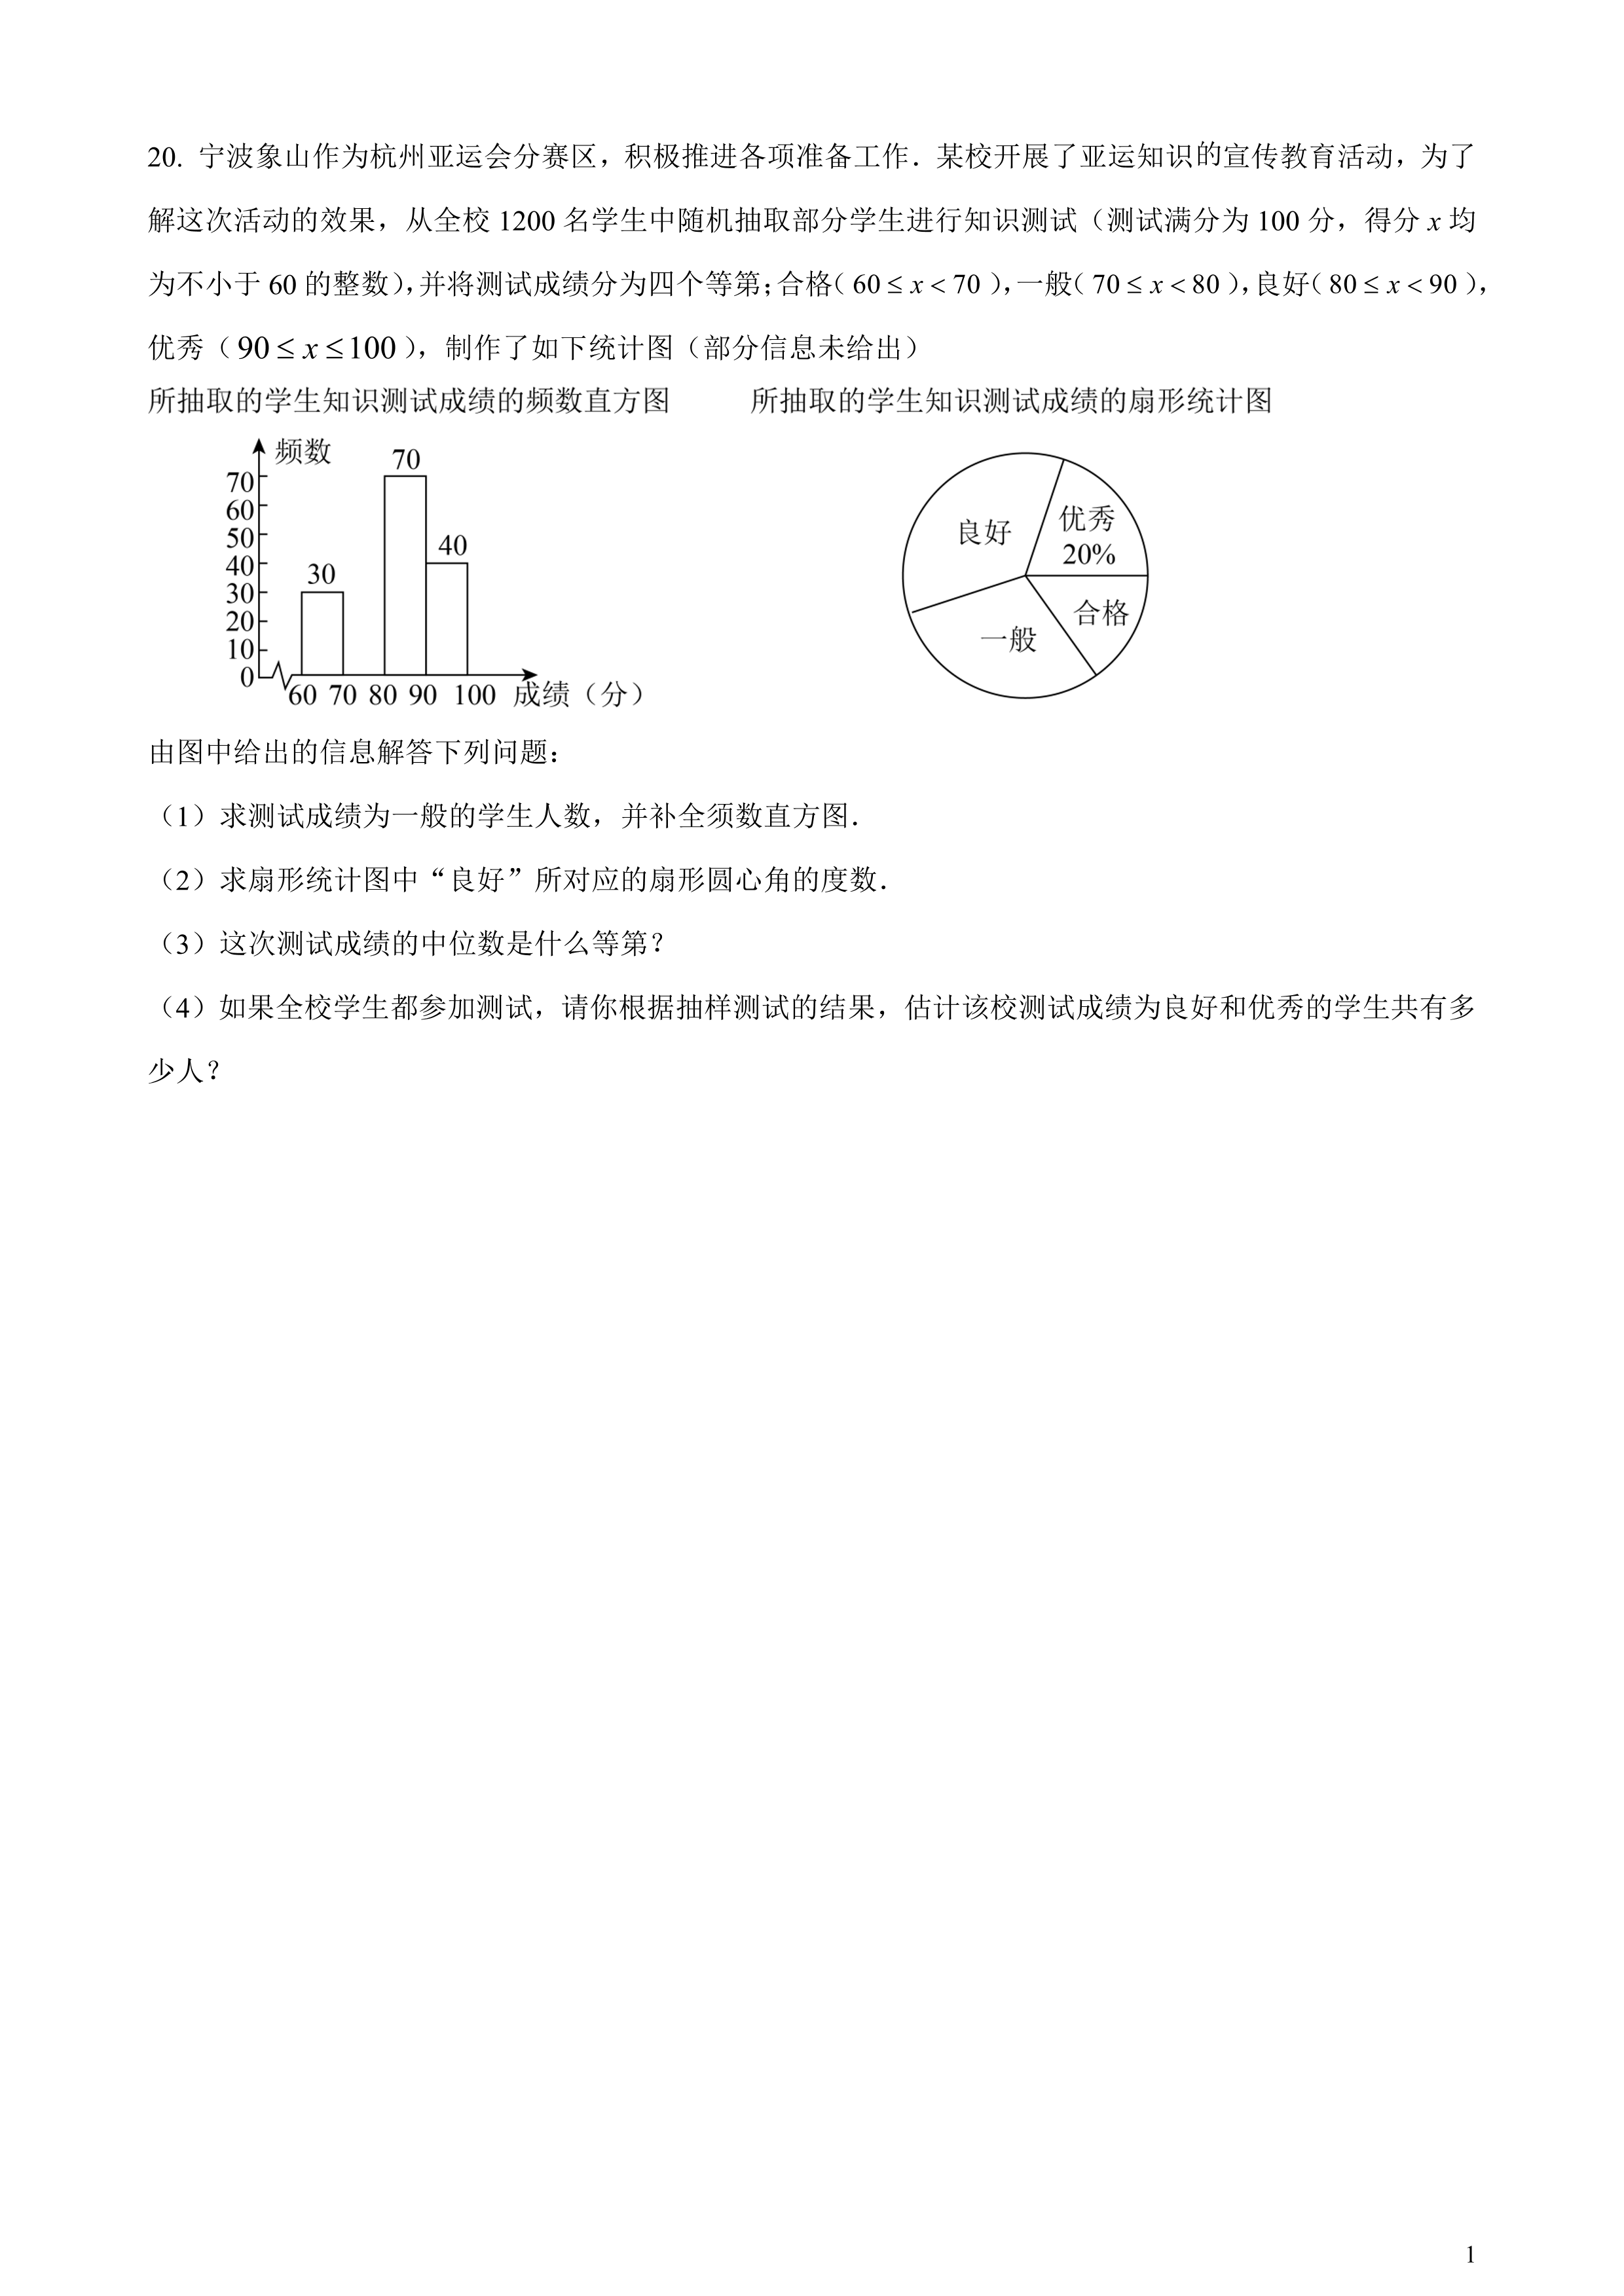 20. 宁波象山作为杭州亚运会分赛区，积极推进各项准备工作．某校开展了亚运知识的宣传教育活动，为了
解这次活动的效果，从全校 1200 名学生中随机抽取部分学生进行知识测试（测试满分为 100 分，得分 x 均
为不小于 60 的整数），并将测试成绩分为四个等第；合格（60 ≤ x < 70），一般（70 ≤ x < 80），良好（80 ≤ x < 90），
优秀（90 ≤ x ≤ 100），制作了如下统计图（部分信息未给出）
所抽取的学生知识测试成绩的频数直方图 所抽取的学生知识测试成绩的扇形统计图
频数
70
60
50
40
30
20
10
0
30
70
40
60 70 80 90 100 成绩（分）
良好
优秀
20%
合格
一般
由图中给出的信息解答下列问题：
（1）求测试成绩为一般的学生人数，并补全须数直方图．
（2）求扇形统计图中“良好”所对应的扇形圆心角的度数．
（3）这次测试成绩的中位数是什么等第？
（4）如果全校学生都参加测试，请你根据抽样测试的结果，估计该校测试成绩为良好和优秀的学生共有多
少人？
1